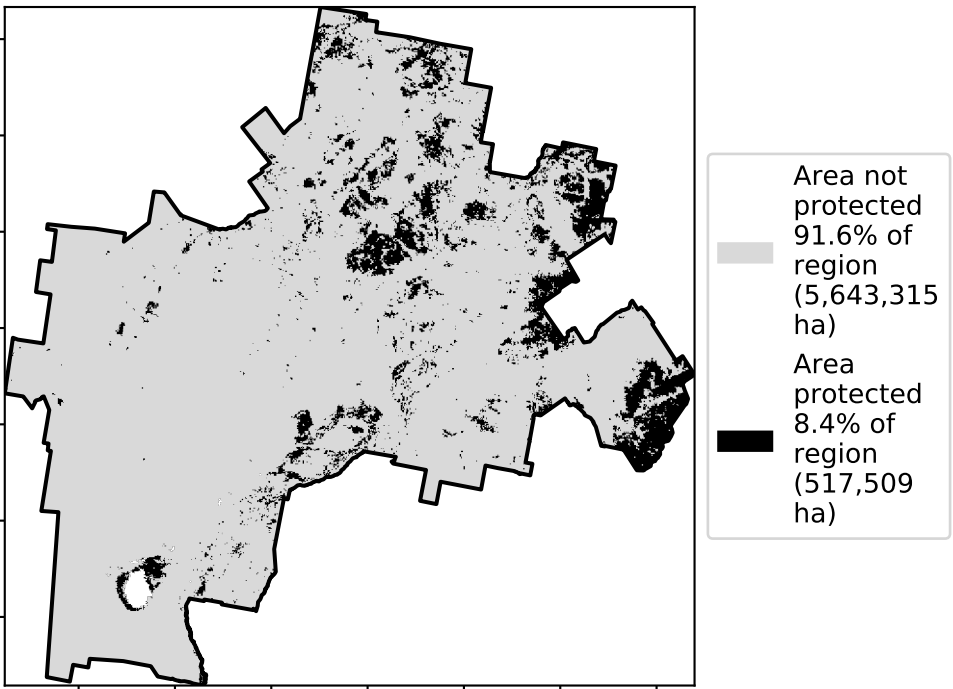 Area not
protected
91.6% of
region
(5,643,315
ha)
Area
protected
8.4% of
region
(517,509
ha)